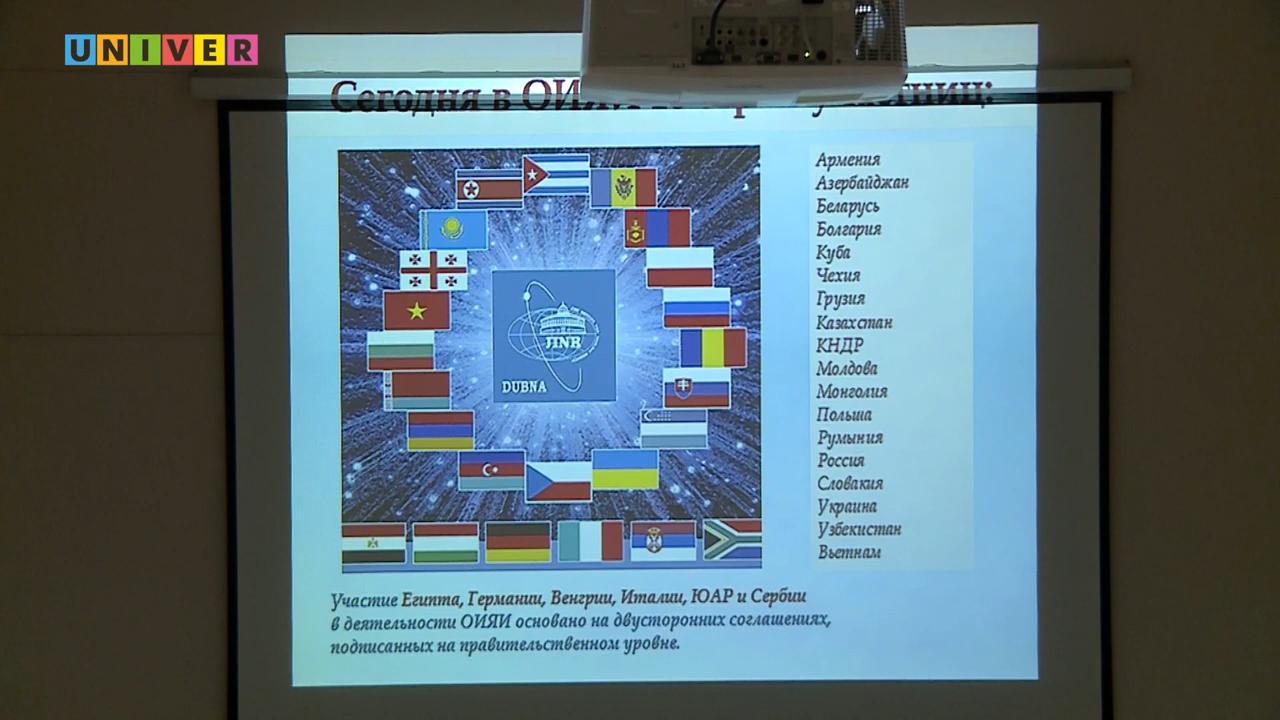 UNIVER
Сегодня в ОИЯИ
Армения
Азербайджан
Беларусь
Болгария
Куба
Чехия
Грузия
Казахстан
КНДР
Молдова
Монголия
Польша
Румыния
Россия
Словакия
Украина
Узбекистан
Вьетнам
JINR
DUBNA
Участие Египта, Германии, Венгрии, Италии, ЮАР и Сербии
в деятельности ОИЯИ основано на двусторонних соглашениях,
подписанных на правительственном уровне.